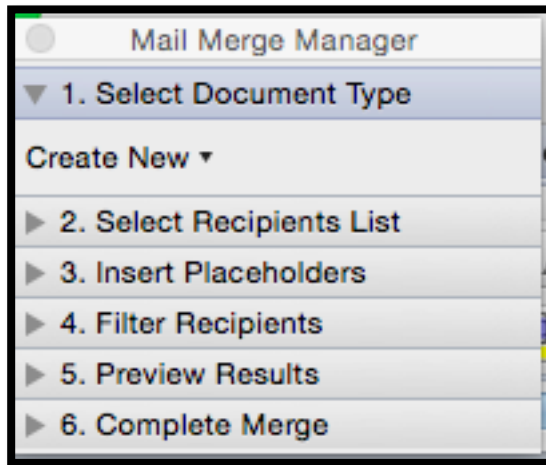 Mail Merge Manager
1. Select Document Type
Create New
2. Select Recipients List
3. Insert Placeholders
4. Filter Recipients
5. Preview Results
6. Complete Merge